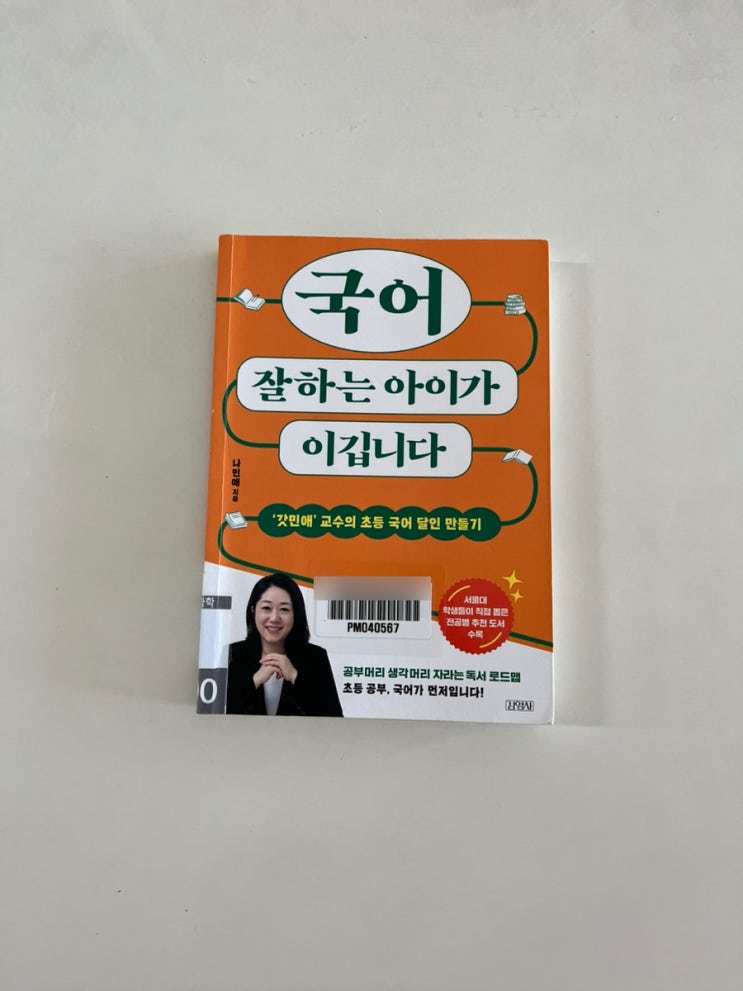 국어
잘하는 아이가
이깁니다
나민애 지음
'갓민애' 교수의 초등 국어 달인 만들기
PM040567
서울대
학생들이 직접 뽑은
전공별 추천 도서
수록
공부머리 생각머리 자라는 독서 로드맵
초등 공부, 국어가 먼저입니다!
김영사